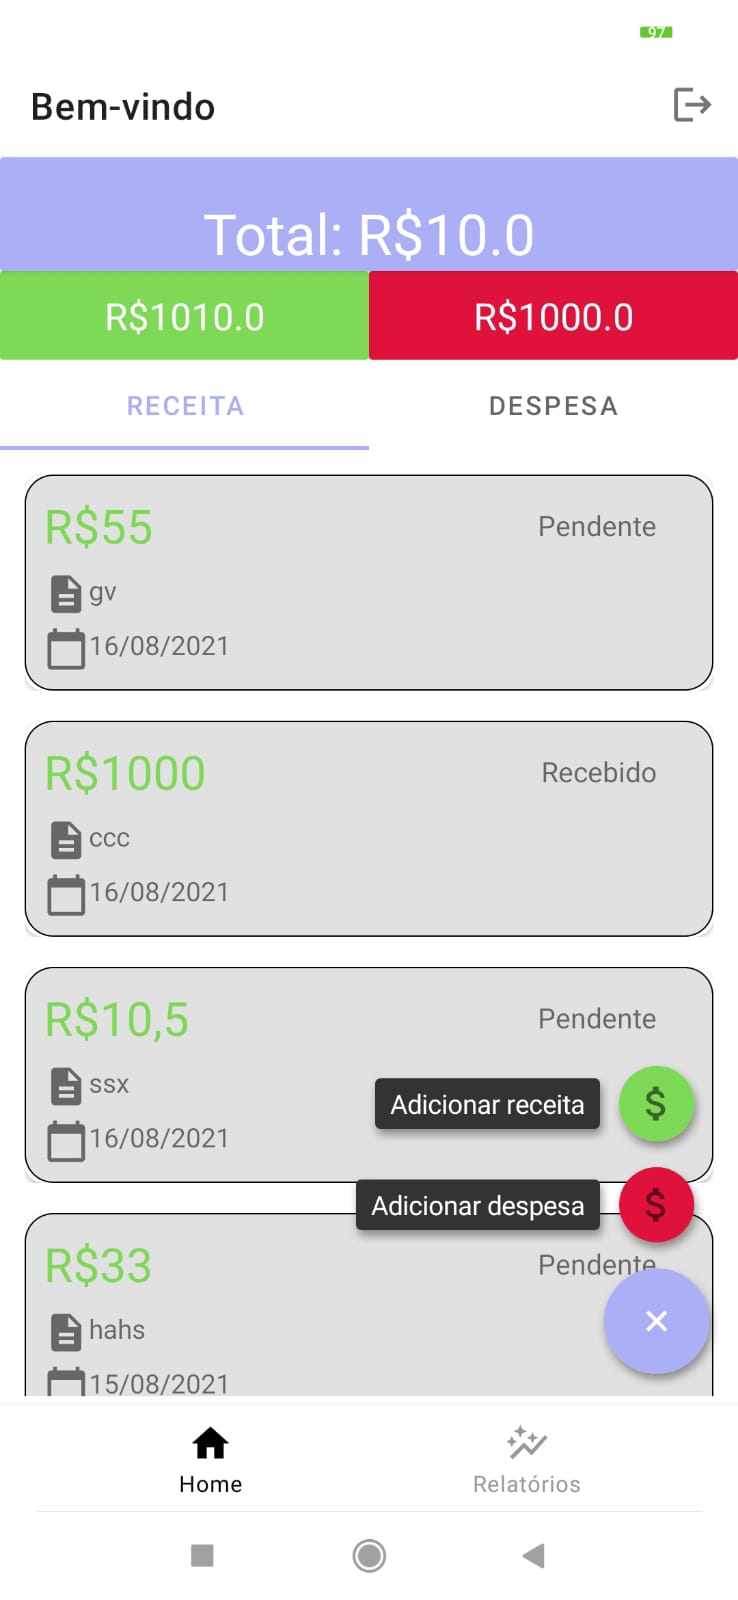 97
Bem-vindo
Total: R$10.0
R$1010.0
R$1000.0
RECEITA
DESPESA
R$55
Pendente
gv
16/08/2021
R$1000
Recebido
ccc
16/08/2021
R$10,5
Pendente
ssx
Adicionar receita
16/08/2021
Adicionar despesa
R$33
Pendente
hahs
15/08/2021
Home
Relatórios